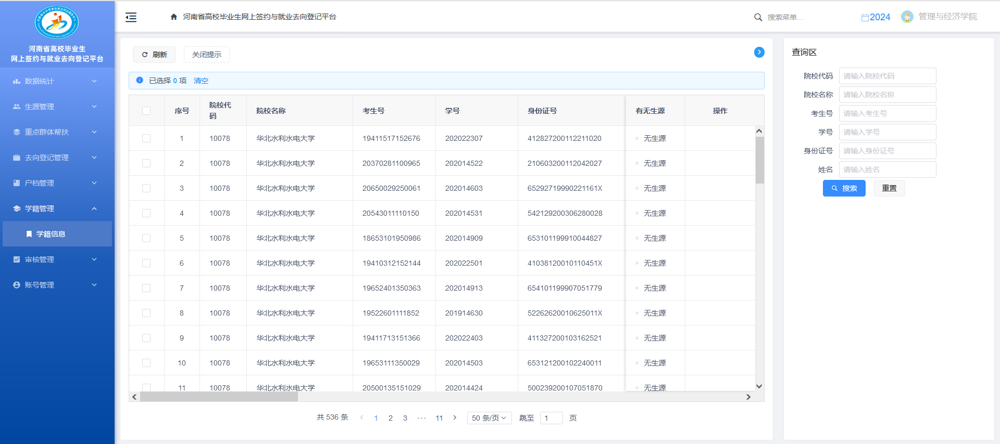 河南省高校毕业生
网上签约与就业去向登记平台
数据统计
生源管理
重点群体帮扶
去向登记管理
户档管理
学籍管理
学籍信息
审核管理
账号管理
河南省高校毕业生网上签约与就业去向登记平台
搜索菜单...
2024
管理与经济学院
刷新 关闭提示
已选择 0 项 清空
序号 院校代码 院校名称 考生号 学号 身份证号 有无生源 操作
1 10078 华北水利水电大学 19411517152676 202022307 412827200112211020 无生源
2 10078 华北水利水电大学 20370281100965 202014522 210603200112042027 无生源
3 10078 华北水利水电大学 20650029250061 202014603 65292719990221161X 无生源
4 10078 华北水利水电大学 20543011110150 202014531 542129200306280028 无生源
5 10078 华北水利水电大学 18653101950986 202014909 653101199910044827 无生源
6 10078 华北水利水电大学 19410312152144 202022501 41038120010110451X 无生源
7 10078 华北水利水电大学 19652401350363 202014913 654101199907051779 无生源
8 10078 华北水利水电大学 19522601111852 201914630 52262620010625011X 无生源
9 10078 华北水利水电大学 19411713151366 202022403 411327200103162521 无生源
10 10078 华北水利水电大学 19653111350029 202014503 653121200102240011 无生源
11 10078 华北水利水电大学 20500135151029 202014424 500239200107051870 无生源
共 536 条 1 2 3 ••• 11 50 条/页 跳至 1 页
查询区
院校代码 请输入院校代码
院校名称 请输入院校名称
考生号 请输入考生号
学号 请输入学号
身份证号 请输入身份证号
姓名 请输入姓名
搜索 重置